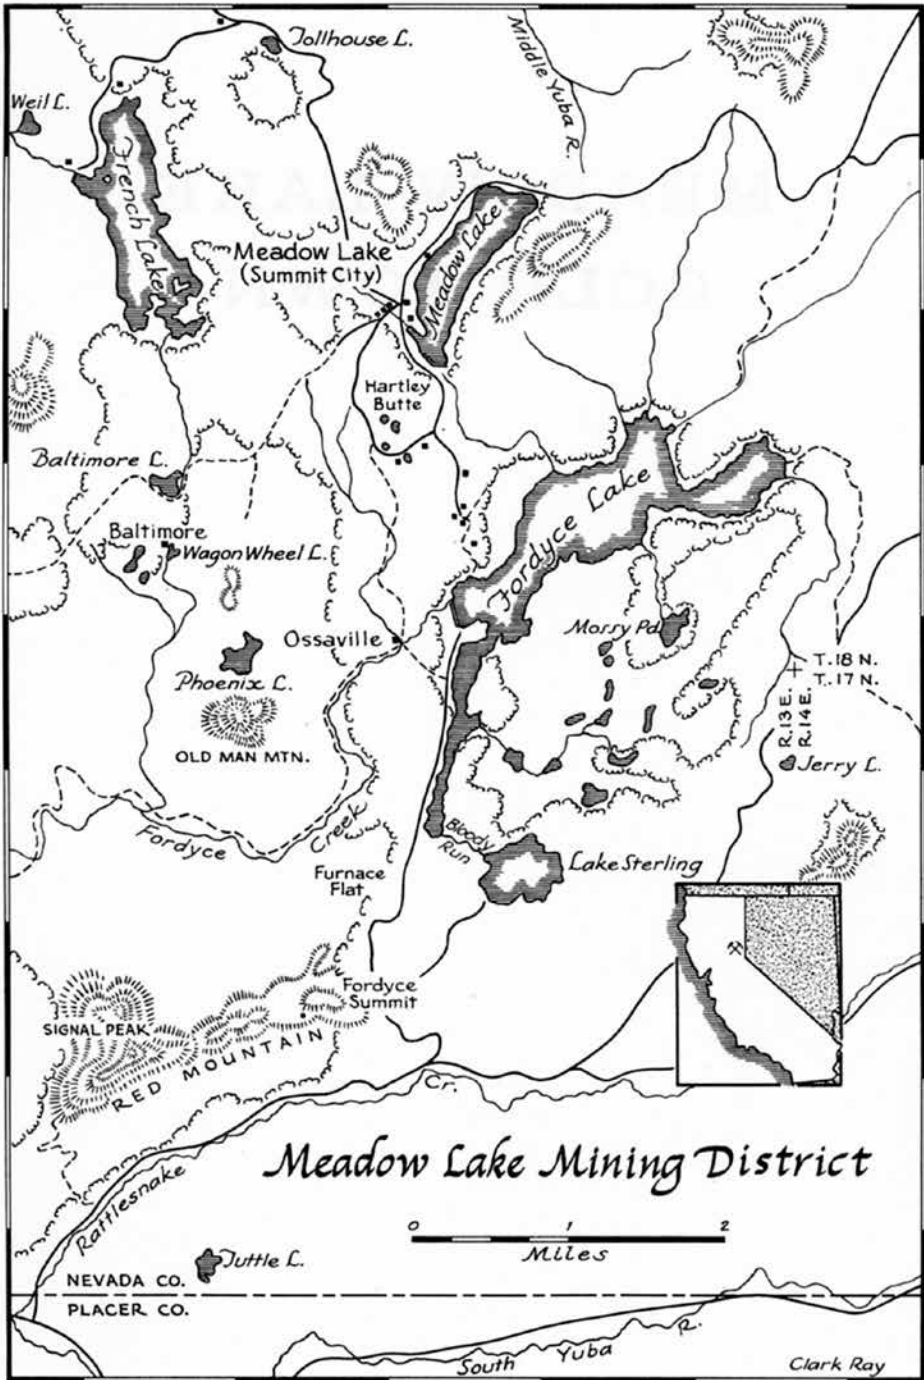 Tollhouse L.
Middle Yuba R.
Weil L.
French Lake
Meadow Lake
(Summit City)
Meadow Lake
Hartley
Butte
Baltimore L.
Fordyce Lake
Baltimore
Wagon Wheel L.
Ossaville
Mossy Pd.
Phoenix L.
T. 18 N.
T. 17 N.
R. 13 E.
R. 14 E.
OLD MAN MTN.
Jerry L.
Fordyce Creek
Bloody
Run
Lake Sterling
Furnace
Flat
Fordyce
Summit
SIGNAL PEAK
RED MOUNTAIN
Rattlesnake Cr.
Meadow Lake Mining District
0 1 2
Miles
Tuttle L.
NEVADA CO.
PLACER CO.
South Yuba R.
Clark Ray